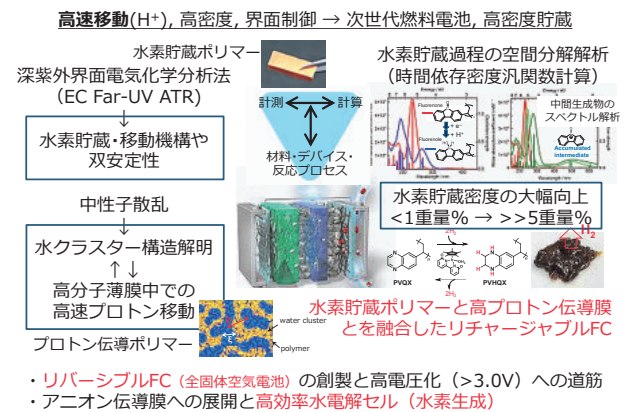 高速移動(H⁺), 高密度, 界面制御 → 次世代燃料電池, 高密度貯蔵
水素貯蔵ポリマー
深紫外界面電気化学分析法
(EC Far-UV ATR)
水素貯蔵・移動機構や
双安定性
計測
計算
材料・デバイス・
反応プロセス
水素貯蔵過程の空間分解解析
(時間依存密度汎関数計算)
Fluorenone
+ e⁻
+ H⁺
Fluorenole
中間生成物の
スペクトル解析
Accumulated
intermediate
水素貯蔵密度の大幅向上
<1重量% → >>5重量%
中性子散乱
水クラスター構造解明
↑ ↓
高分子薄膜中での
高速プロトン移動
プロトン伝導ポリマー
water cluster
polymer
2H₂
2H₂
PVQX
PVHQX
H₂
水素貯蔵ポリマーと高プロトン伝導膜
とを融合したリチャージャブルFC
・リバーシブルFC（全固体空気電池）の創製と高電圧化（>3.0V）への道筋
・アニオン伝導膜への展開と高効率水電解セル（水素生成）